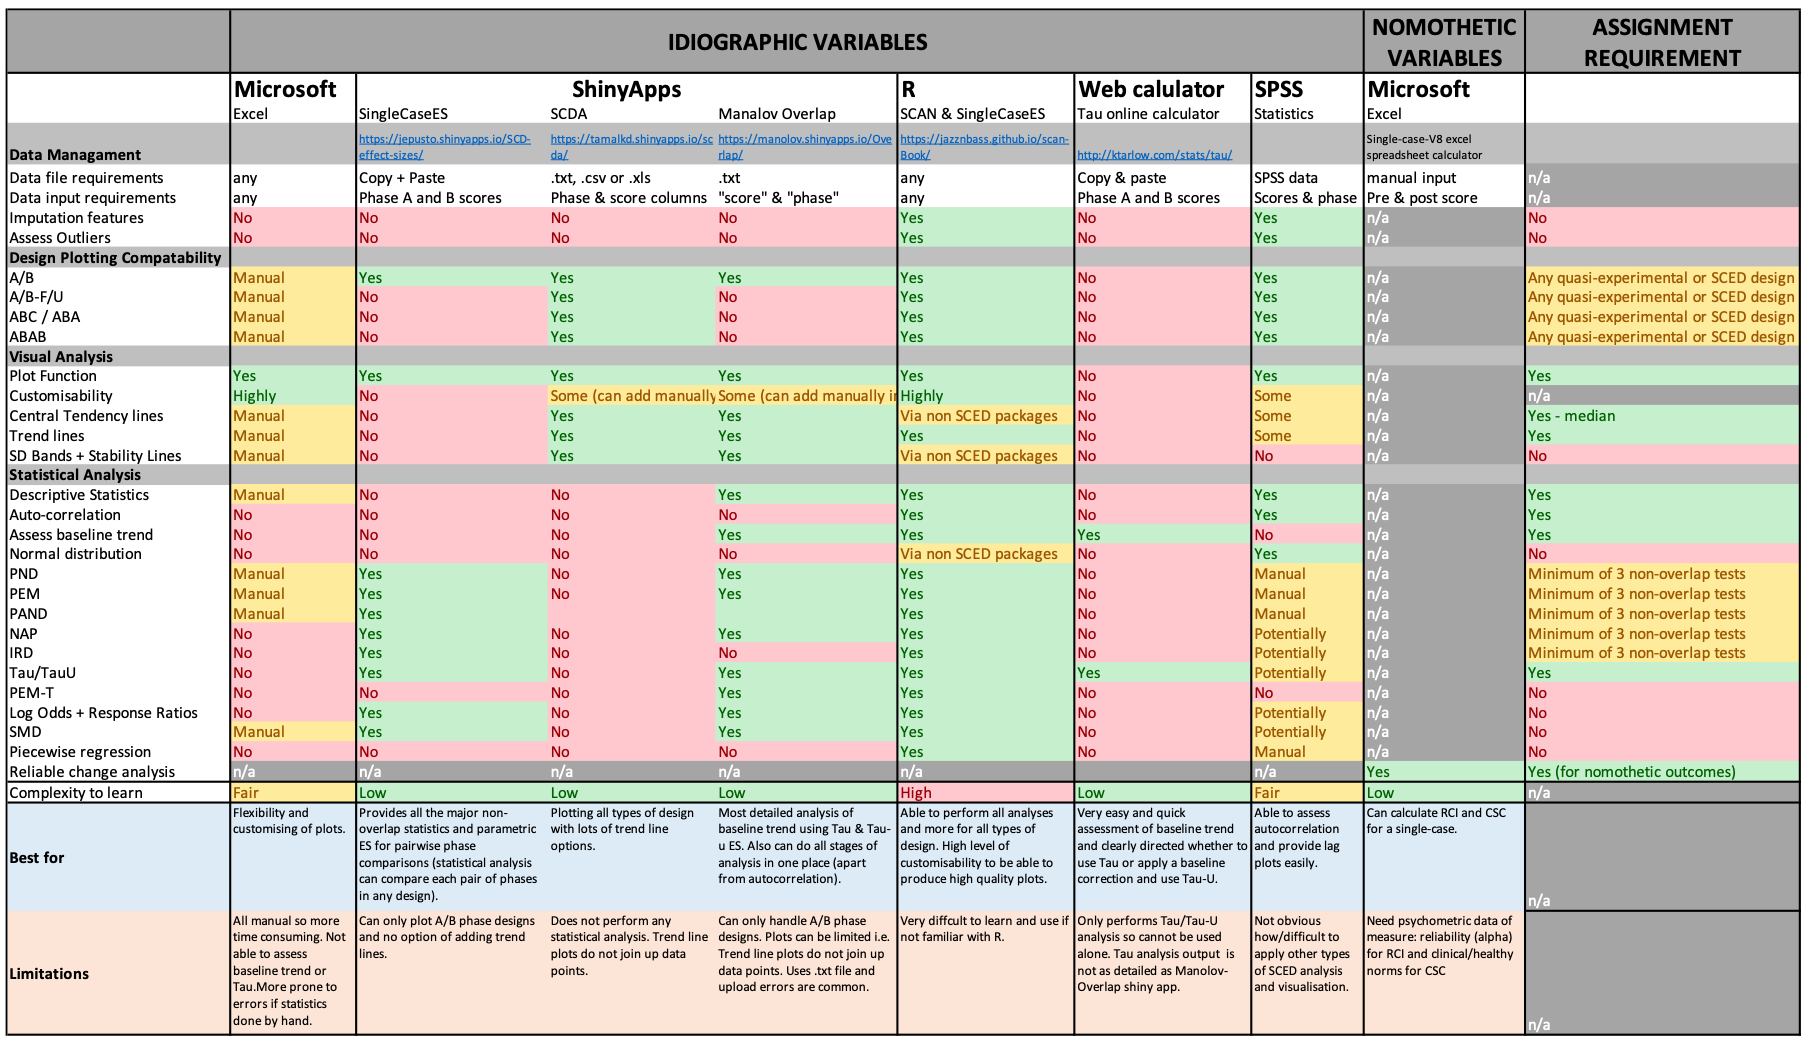 IDIOGRAPHIC VARIABLES NOMOTHETIC VARIABLES ASSIGNMENT REQUIREMENT
Microsoft ShinyApps R Web calulator SPSS Microsoft
Excel SingleCaseES SCDA Manalov Overlap SCAN & SingleCaseES Tau online calculator Statistics Excel
Data Managament https://jepusto.shinyapps.io/SCD-effect-sizes/ https://tamalkd.shinyapps.io/scda/ https://manolov.shinyapps.io/Overlap/ https://jazznbass.github.io/scan-Book/ http://ktarlow.com/stats/tau/ Single-case-V8 excel spreadsheet calculator
Data file requirements any Copy + Paste .txt, .csv or .xls .txt any Copy & paste SPSS data manual input n/a
Data input requirements any Phase A and B scores Phase & score columns "score" & "phase" any Phase A and B scores Scores & phase Pre & post score n/a
Imputation features No No No No Yes No Yes n/a No
Assess Outliers No No No No Yes No Yes n/a No
Design Plotting Compatability
A/B Manual Yes Yes Yes Yes No Yes n/a Any quasi-experimental or SCED design
A/B-F/U Manual No Yes No Yes No Yes n/a Any quasi-experimental or SCED design
ABC / ABA Manual No Yes No Yes No Yes n/a Any quasi-experimental or SCED design
ABAB Manual No Yes No Yes No Yes n/a Any quasi-experimental or SCED design
Visual Analysis
Plot Function Yes Yes Yes Yes Yes No Yes n/a Yes
Customisability Highly No Some (can add manually Some (can add manually i Highly No Some n/a n/a
Central Tendency lines Manual No Yes Yes Via non SCED packages No Some n/a Yes - median
Trend lines Manual No Yes Yes Yes No Some n/a Yes
SD Bands + Stability Lines Manual No Yes Yes Via non SCED packages No No n/a No
Statistical Analysis
Descriptive Statistics Manual No No Yes Yes No Yes n/a Yes
Auto-correlation No No No No Yes No Yes n/a Yes
Assess baseline trend No No No Yes Yes Yes No n/a Yes
Normal distribution No No No No Via non SCED packages No Yes n/a No
PND Manual Yes No Yes Yes No Manual n/a Minimum of 3 non-overlap tests
PEM Manual Yes No Yes Yes No Manual n/a Minimum of 3 non-overlap tests
PAND Manual Yes Yes No Manual n/a Minimum of 3 non-overlap tests
NAP No Yes No Yes Yes No Potentially n/a Minimum of 3 non-overlap tests
IRD No Yes No No Yes No Potentially n/a Minimum of 3 non-overlap tests
Tau/TauU No Yes No Yes Yes Yes Potentially n/a Yes
PEM-T No No No Yes Yes No No n/a No
Log Odds + Response Ratios No Yes No Yes Yes No Potentially n/a No
SMD Manual Yes No Yes Yes No Potentially n/a No
Piecewise regression No No No No Yes No Manual n/a No
Reliable change analysis n/a n/a n/a n/a n/a n/a Yes Yes (for nomothetic outcomes)
Complexity to learn Fair Low Low Low High Low Fair Low n/a
Best for
Flexibility and
customising of plots.
Provides all the major non-
overlap statistics and parametric
ES for pairwise phase
comparisons (statistical analysis
can compare each pair of phases
in any design).
Plotting all types of design
with lots of trend line
options.
Most detailed analysis of
baseline trend using Tau & Tau-
u ES. Also can do all stages of
analysis in one place (apart
from autocorrelation).
Able to perform all analyses
and more for all types of
design. High level of
customisability to be able to
produce high quality plots.
Very easy and quick
assessment of baseline trend
and clearly directed whether to
use Tau or apply a baseline
correction and use Tau-U.
Able to assess
autocorrelation
and provide lag
plots easily.
Can calculate RCI and CSC
for a single-case.
n/a
Limitations
All manual so more
time consuming. Not
able to assess
baseline trend or
Tau.More prone to
errors if statistics
done by hand.
Can only plot A/B phase designs
and no option of adding trend
lines.
Does not perform any
statistical analysis. Trend line
plots do not join up data
points.
Can only handle A/B phase
designs. Plots can be limited i.e.
Trend line plots do not join up
data points. Uses .txt file and
upload errors are common.
Very diffcult to learn and use if
not familiar with R.
Only performs Tau/Tau-U
analysis so cannot be used
alone. Tau analysis output is
not as detailed as Manolov-
Overlap shiny app.
Not obvious
how/difficult to
apply other types
of SCED analysis
and visualisation.
Need psychometric data of
measure: reliability (alpha)
for RCI and clinical/healthy
norms for CSC
n/a